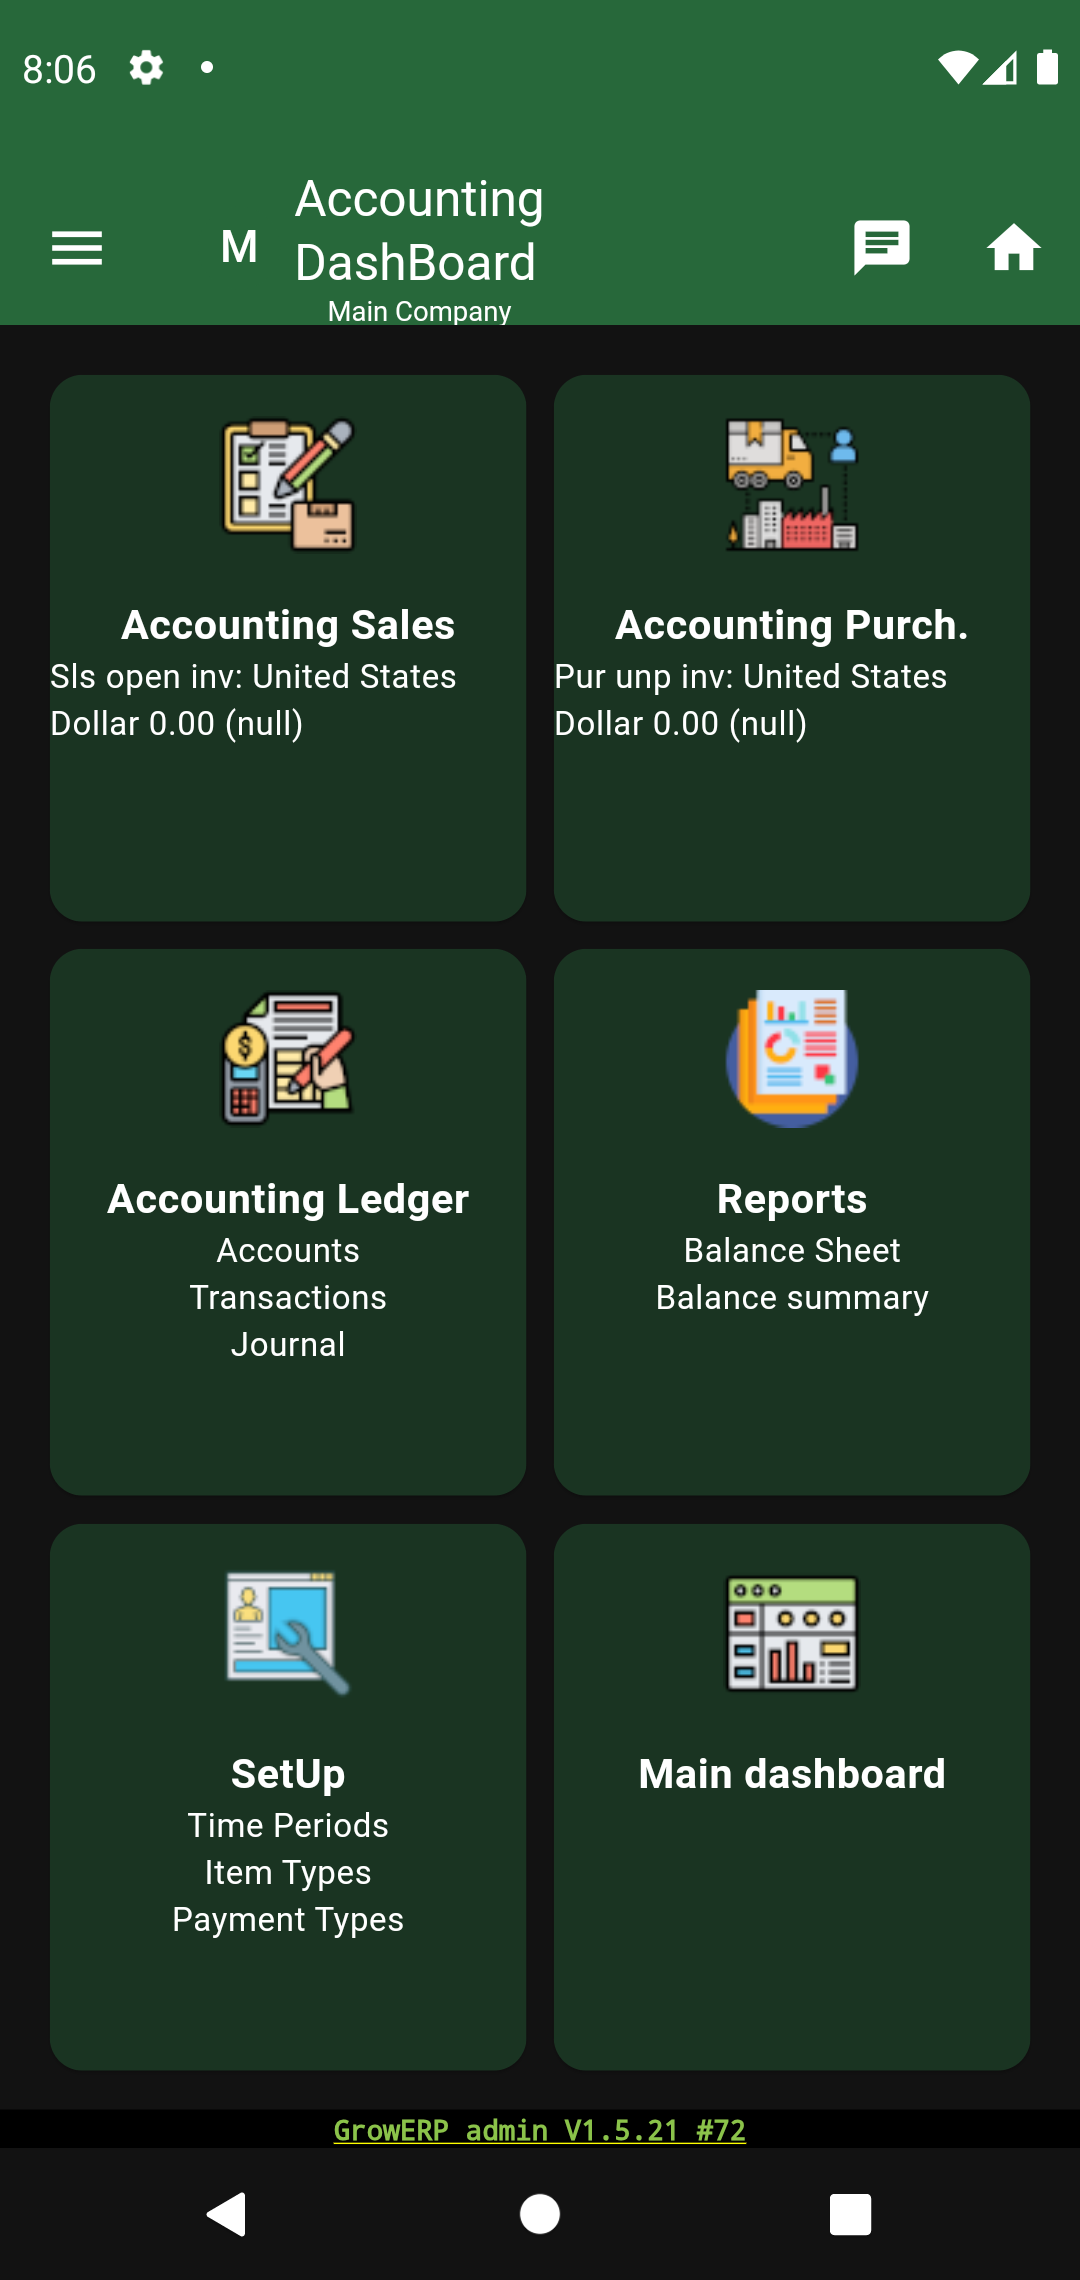 8:06
M
Accounting
DashBoard
Main Company
Accounting Sales
Sls open inv: United States
Dollar 0.00 (null)
Accounting Purch.
Pur unp inv: United States
Dollar 0.00 (null)
Accounting Ledger
Accounts
Transactions
Journal
Reports
Balance Sheet
Balance summary
SetUp
Time Periods
Item Types
Payment Types
Main dashboard
GrowERP admin V1.5.21 #72